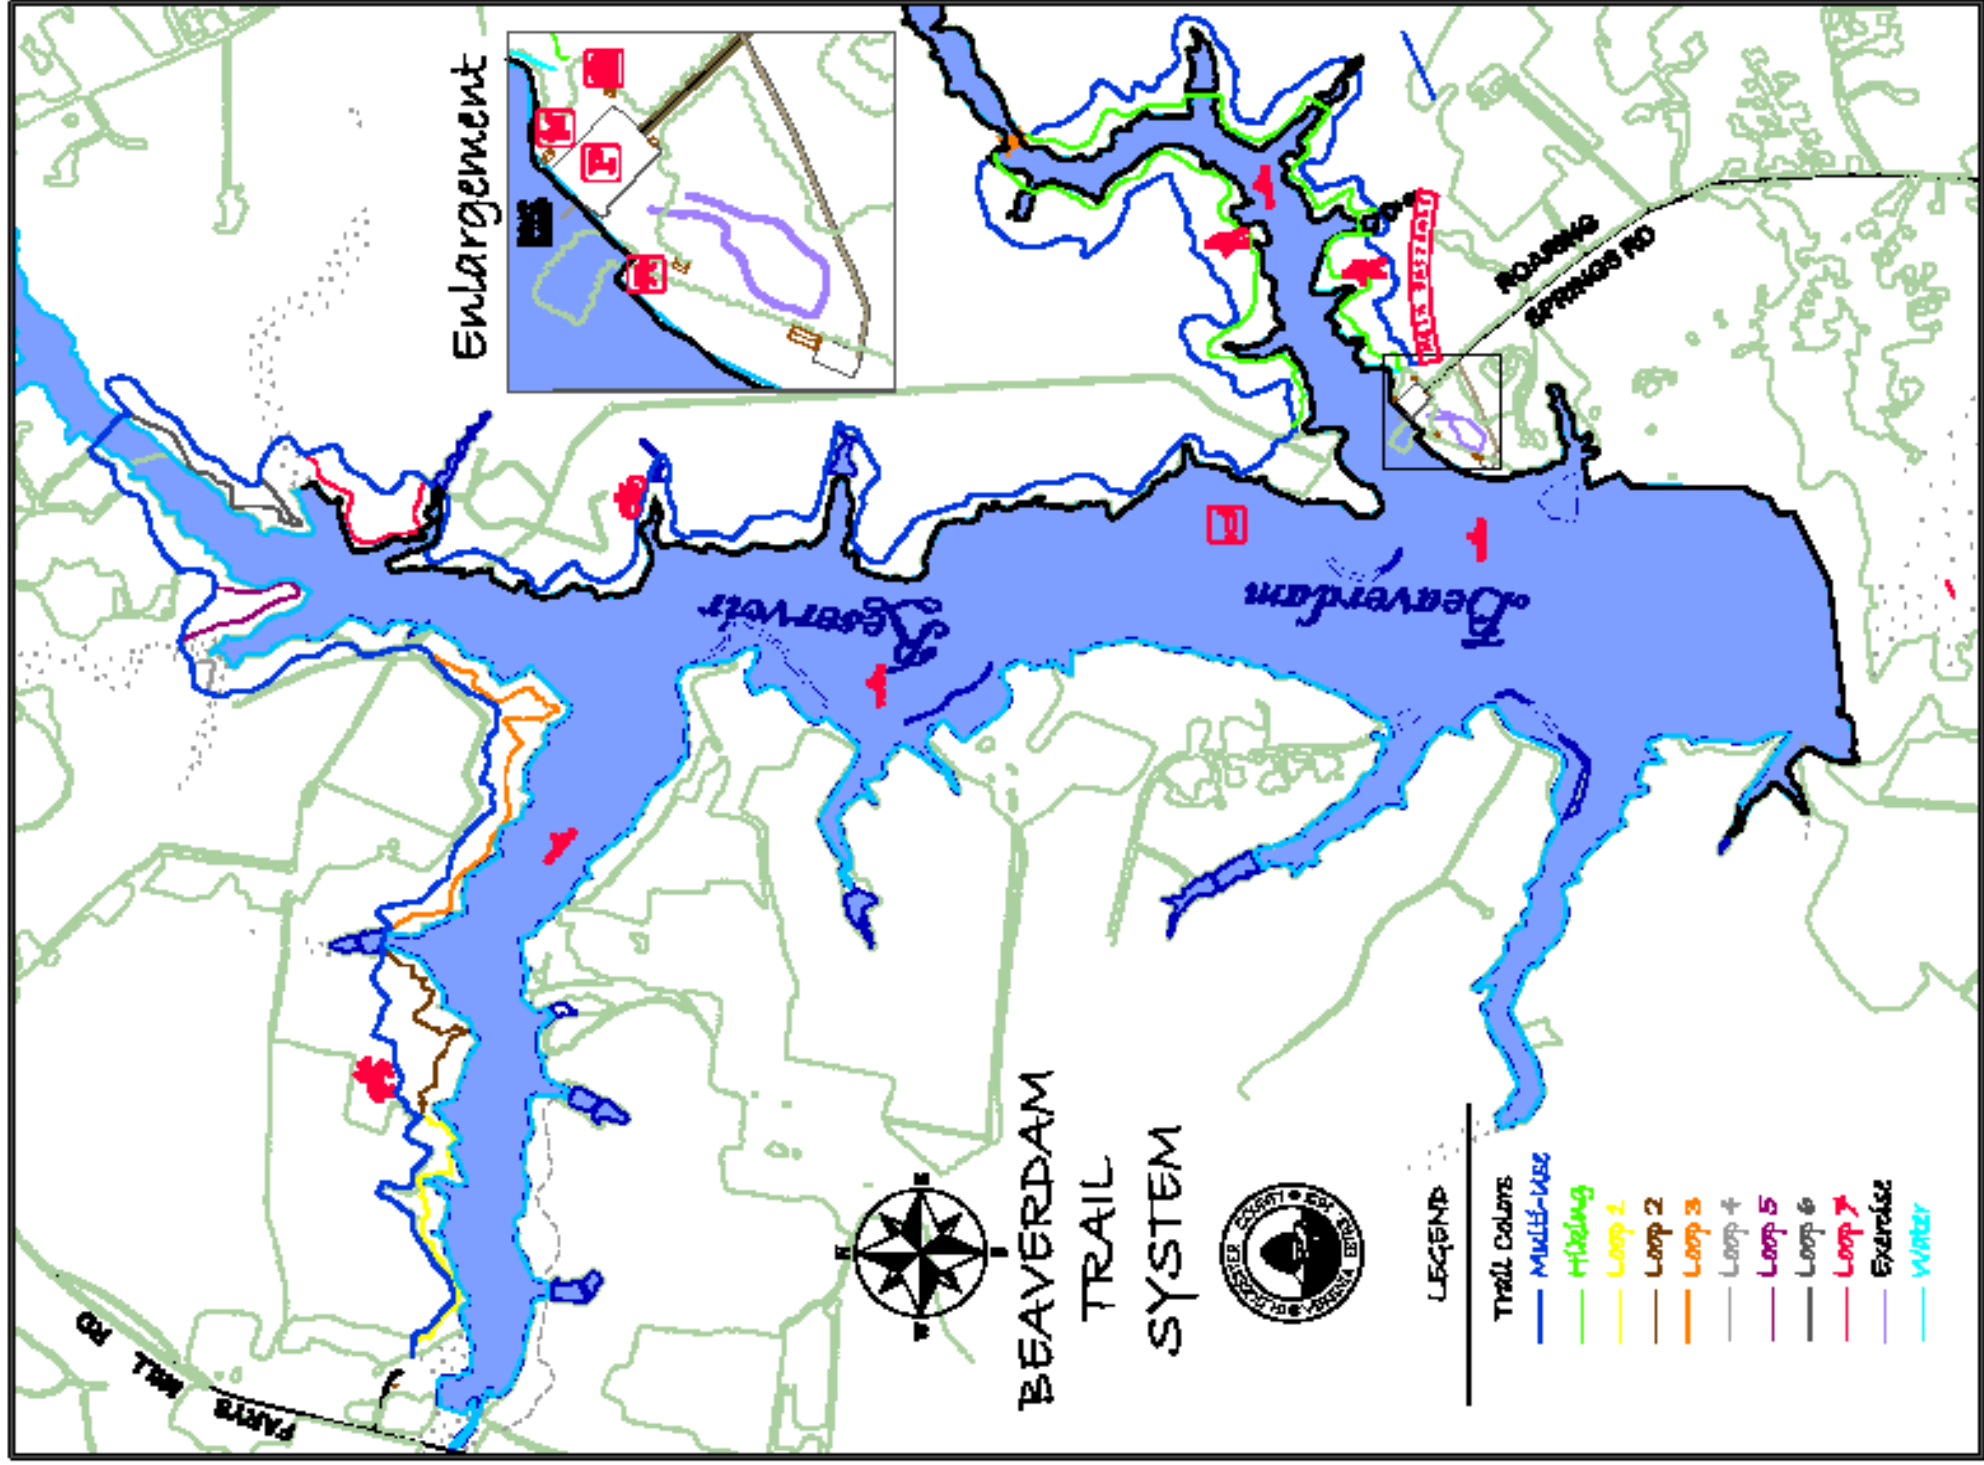 Enlargement
ROARING
SPRINGS RD
Beaverdam
Reservoir
FARYS MILL RD
BEAVERDAM
TRAIL
SYSTEM
LEGEND
Trail Colors
Multi-use
Hiking
Loop 1
Loop 2
Loop 3
Loop 4
Loop 5
Loop 6
Loop 7
Exercise
Water